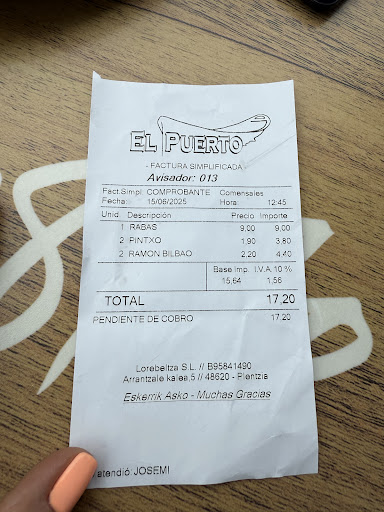 EL PUERTO
- FACTURA SIMPLIFICADA -
Avisador: 013
Fact.Simpl: COMPROBANTE Comensales
Fecha: 15/06/2025 Hora: 12:45
Unid. Descripción Precio Importe
1 RABAS 9,00 9,00
2 PINTXO 1,90 3,80
2 RAMON BILBAO 2,20 4,40
Base Imp. I.V.A. 10 %
15,64 1,56
TOTAL 17,20
PENDIENTE DE COBRO 17,20
Lorebeltza S.L. // B95841490
Arrantzale kalea,5 // 48620 - Plentzia
Eskerrik Asko - Muchas Gracias
atendió: JOSEMI